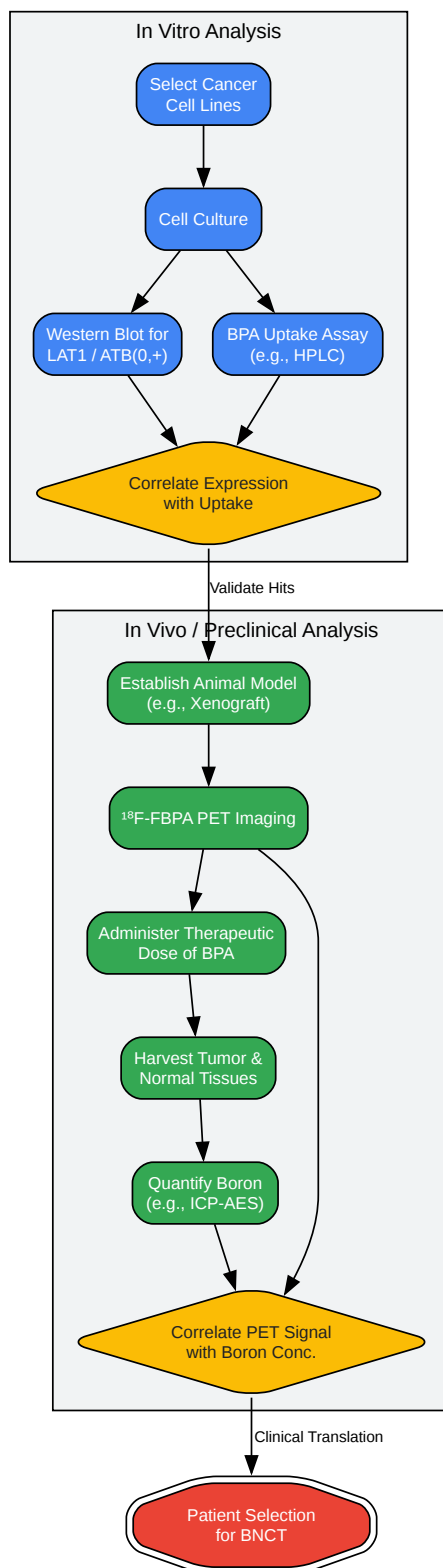 In Vitro Analysis
Select Cancer
Cell Lines
Cell Culture
Western Blot for
LAT1 / ATB(0,+)
BPA Uptake Assay
(e.g., HPLC)
Correlate Expression
with Uptake
Validate Hits
In Vivo / Preclinical Analysis
Establish Animal Model
(e.g., Xenograft)
¹⁸F-FBPA PET Imaging
Administer Therapeutic
Dose of BPA
Harvest Tumor &
Normal Tissues
Quantify Boron
(e.g., ICP-AES)
Correlate PET Signal
with Boron Conc.
Clinical Translation
Patient Selection
for BNCT